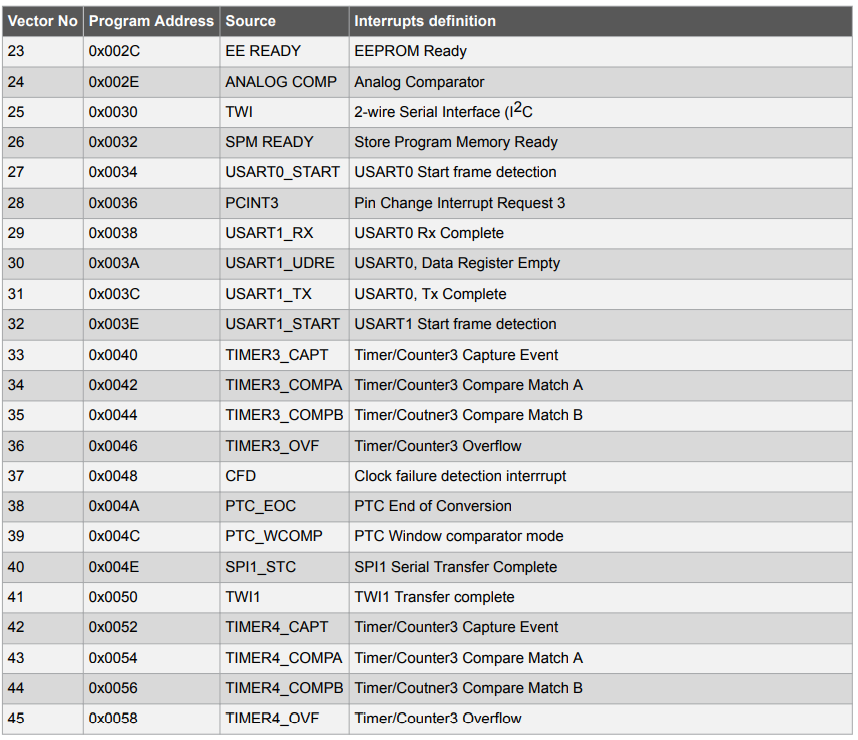 Vector No Program Address Source Interrupts definition
23 0x002C EE READY EEPROM Ready
24 0x002E ANALOG COMP Analog Comparator
25 0x0030 TWI 2-wire Serial Interface (I2C
26 0x0032 SPM READY Store Program Memory Ready
27 0x0034 USART0_START USART0 Start frame detection
28 0x0036 PCINT3 Pin Change Interrupt Request 3
29 0x0038 USART1_RX USART0 Rx Complete
30 0x003A USART1_UDRE USART0, Data Register Empty
31 0x003C USART1_TX USART0, Tx Complete
32 0x003E USART1_START USART1 Start frame detection
33 0x0040 TIMER3_CAPT Timer/Counter3 Capture Event
34 0x0042 TIMER3_COMPA Timer/Counter3 Compare Match A
35 0x0044 TIMER3_COMPB Timer/Coutner3 Compare Match B
36 0x0046 TIMER3_OVF Timer/Counter3 Overflow
37 0x0048 CFD Clock failure detection interrrupt
38 0x004A PTC_EOC PTC End of Conversion
39 0x004C PTC_WCOMP PTC Window comparator mode
40 0x004E SPI1_STC SPI1 Serial Transfer Complete
41 0x0050 TWI1 TWI1 Transfer complete
42 0x0052 TIMER4_CAPT Timer/Counter3 Capture Event
43 0x0054 TIMER4_COMPA Timer/Counter3 Compare Match A
44 0x0056 TIMER4_COMPB Timer/Coutner3 Compare Match B
45 0x0058 TIMER4_OVF Timer/Counter3 Overflow